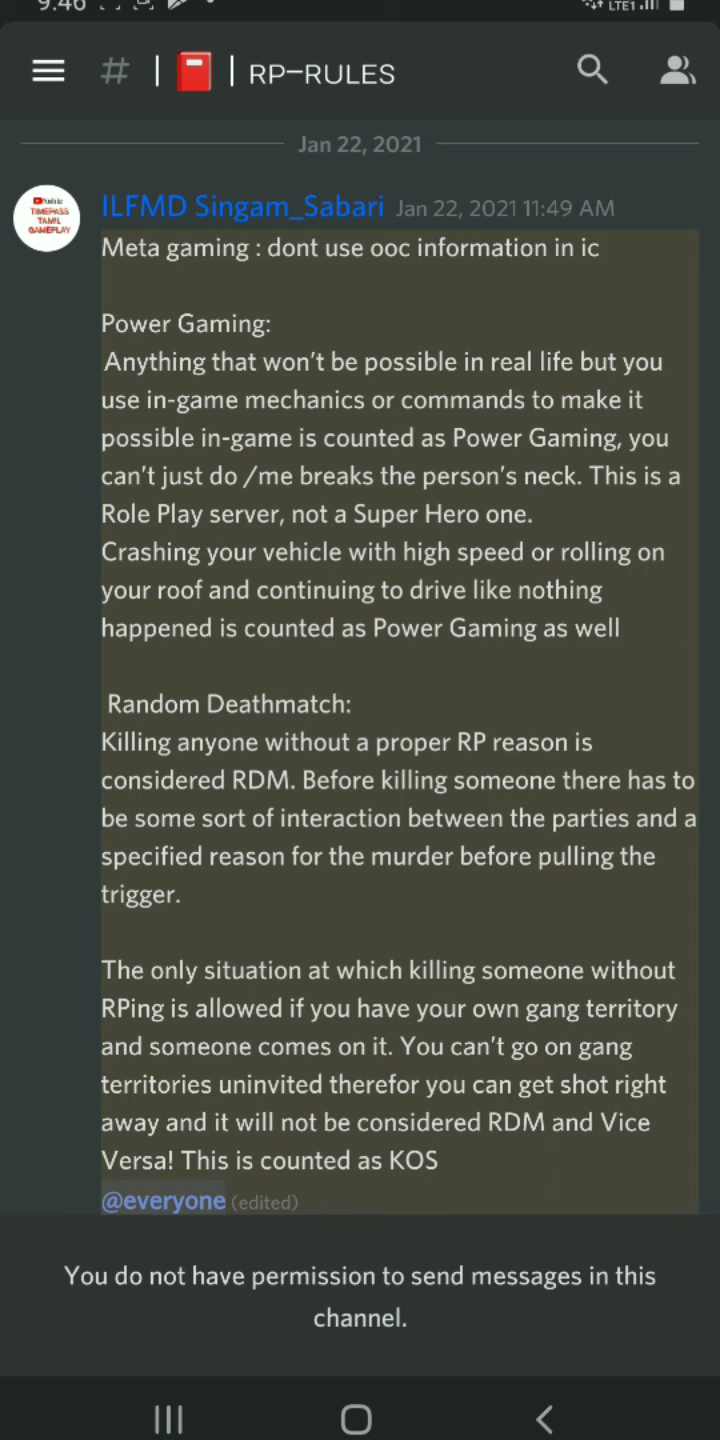 9:46 LTE1
# | | RP-RULES
Jan 22, 2021
YouTube
TIMEPASS
TAMIL
GAMEPLAY
ILFMD Singam_Sabari Jan 22, 2021 11:49 AM
Meta gaming : dont use ooc information in ic
Power Gaming:
Anything that won't be possible in real life but you
use in-game mechanics or commands to make it
possible in-game is counted as Power Gaming, you
can't just do /me breaks the person's neck. This is a
Role Play server, not a Super Hero one.
Crashing your vehicle with high speed or rolling on
your roof and continuing to drive like nothing
happened is counted as Power Gaming as well
Random Deathmatch:
Killing anyone without a proper RP reason is
considered RDM. Before killing someone there has to
be some sort of interaction between the parties and a
specified reason for the murder before pulling the
trigger.
The only situation at which killing someone without
RPing is allowed if you have your own gang territory
and someone comes on it. You can't go on gang
territories uninvited therefor you can get shot right
away and it will not be considered RDM and Vice
Versa! This is counted as KOS
@everyone (edited)
You do not have permission to send messages in this
channel.